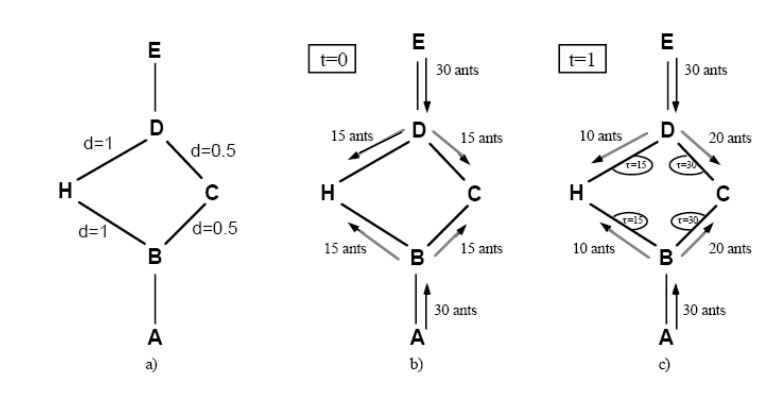 E
D
d=1
d=0.5
H
C
d=1
d=0.5
B
A
a)
t=0
E
30 ants
D
15 ants
15 ants
H
C
15 ants
15 ants
B
30 ants
A
b)
t=1
E
30 ants
D
10 ants
20 ants
τ=15
τ=30
H
C
τ=15
τ=30
10 ants
20 ants
B
30 ants
A
c)